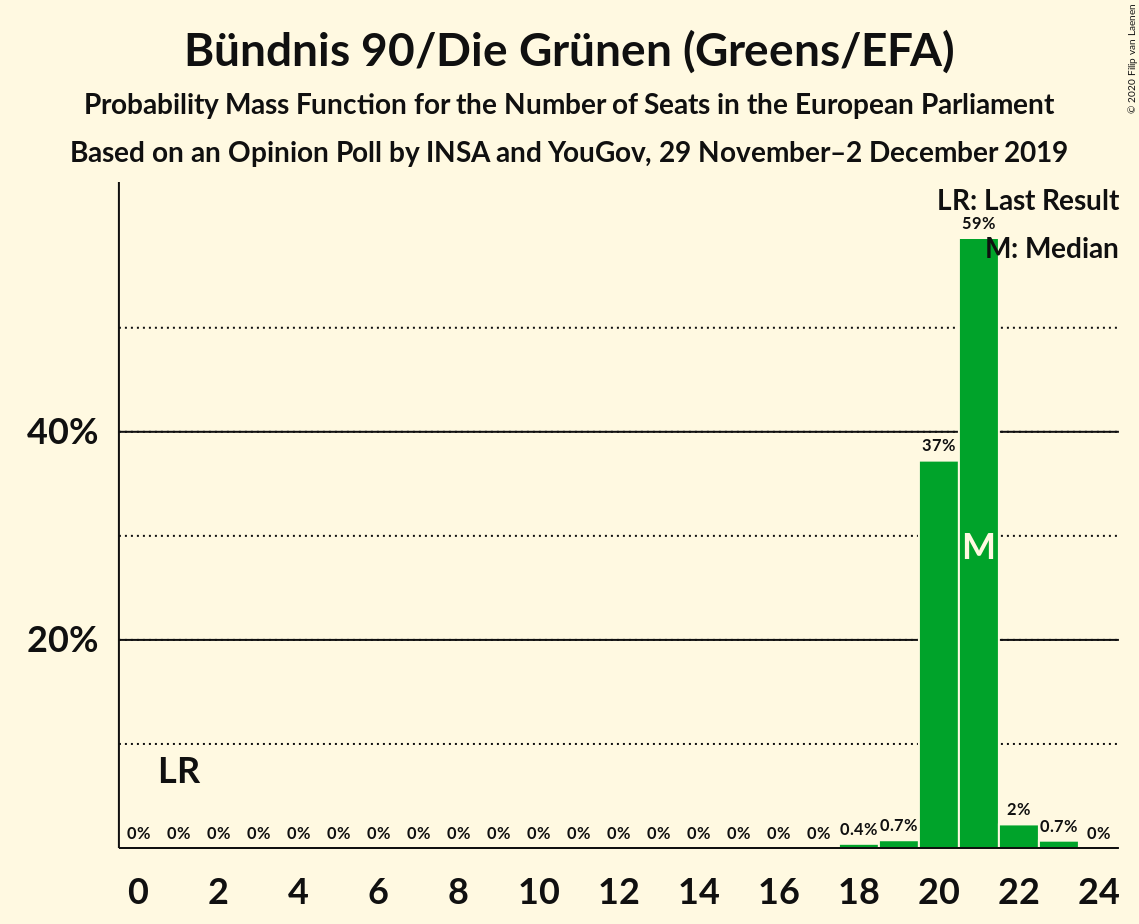 Bündnis 90/Die Grünen (Greens/EFA)
Probability Mass Function for the Number of Seats in the European Parliament
Based on an Opinion Poll by INSA and YouGov, 29 November–2 December 2019
© 2020 Filip van Laenen
LR: Last Result
59%
M: Median
40%
37%
M
20%
LR
0% 0% 0% 0% 0% 0% 0% 0% 0% 0% 0% 0% 0% 0% 0% 0% 0% 0% 0.4% 0.7% 2% 0.7% 0%
0 2 4 6 8 10 12 14 16 18 20 22 24